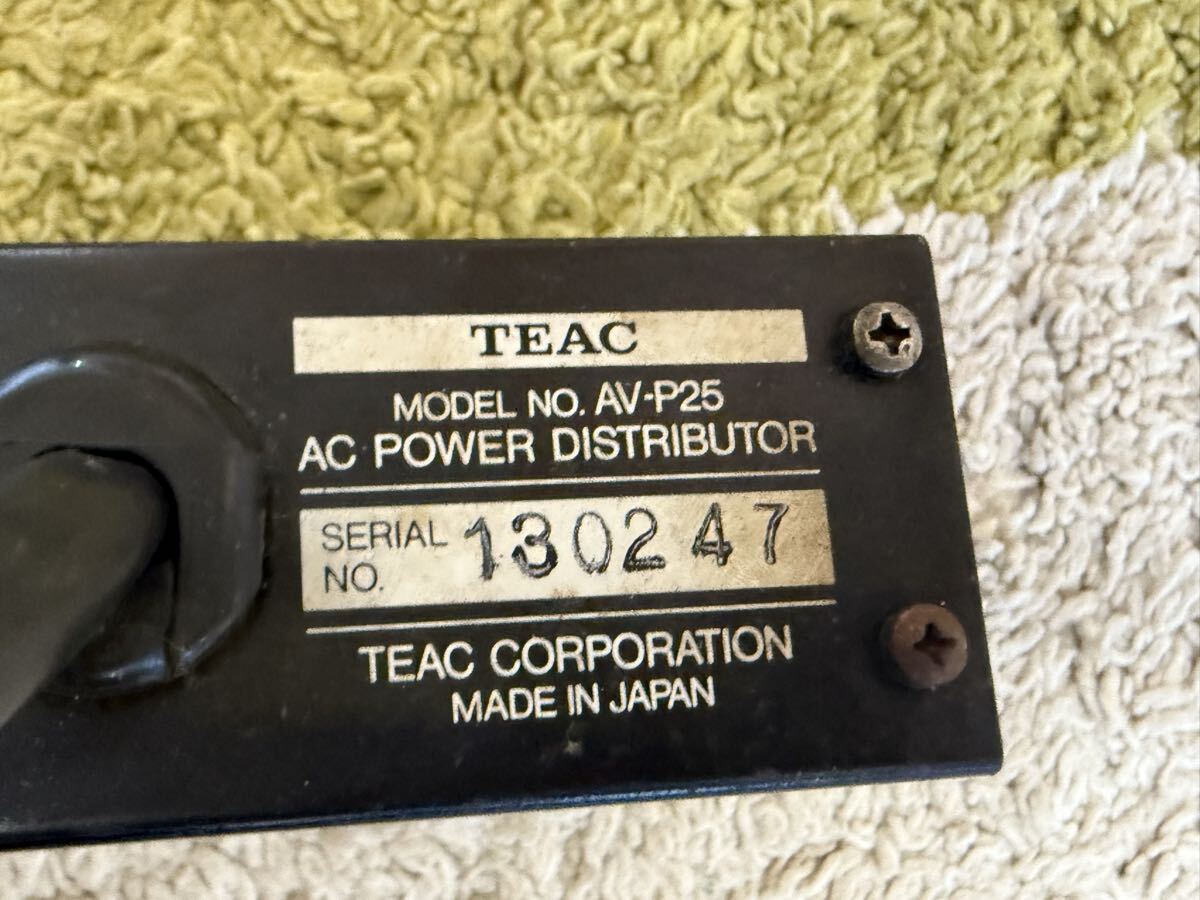 TEAC
MODEL NO. AV-P25
AC POWER DISTRIBUTOR
SERIAL NO. 130247
TEAC CORPORATION
MADE IN JAPAN